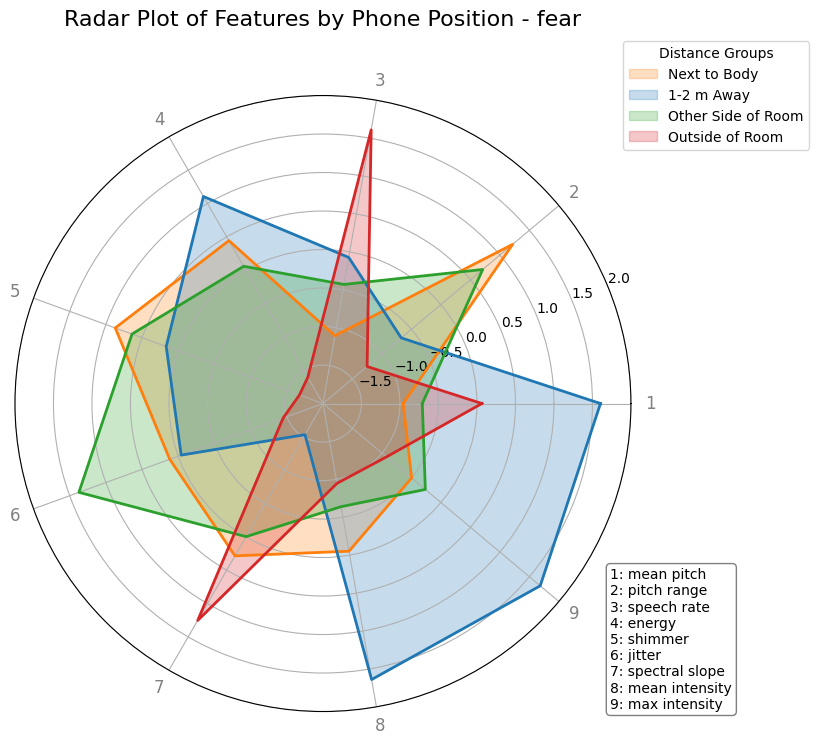 Radar Plot of Features by Phone Position - fear
Distance Groups
Next to Body
1-2 m Away
Other Side of Room
Outside of Room
3
4
2
5
2.0
1.5
1.0
0.5
0.0
−0.5
−1.0
−1.5
1
6
9
7
8
1: mean pitch
2: pitch range
3: speech rate
4: energy
5: shimmer
6: jitter
7: spectral slope
8: mean intensity
9: max intensity